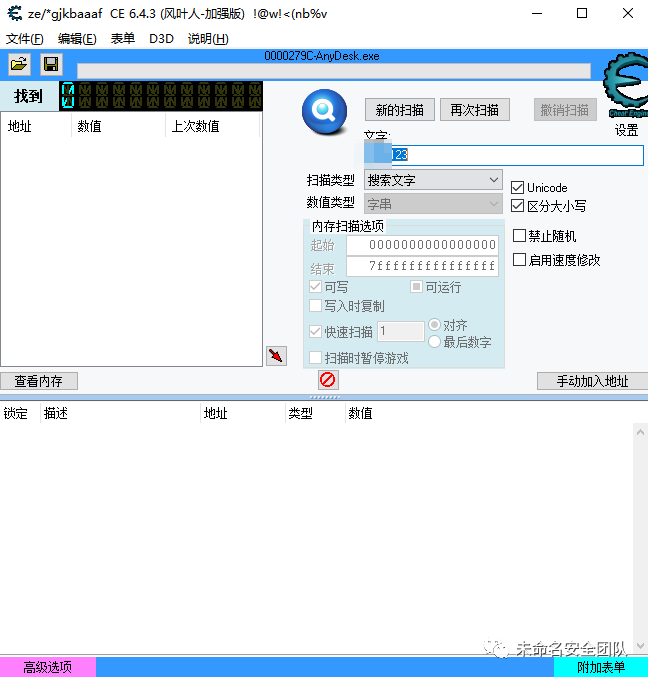 ze/*gjkbaaaf CE 6.4.3 (风叶人-加强版) !@w!<(nb%v
文件(F) 编辑(E) 表单 D3D 说明(H)
0000279C-AnyDesk.exe
找到
地址 数值 上次数值
新的扫描 再次扫描 撤销扫描
Cheat Engine
设置
文字:
123
扫描类型 搜索文字
数值类型 字串
Unicode
区分大小写
内存扫描选项
起始 0000000000000000
结束 7fffffffffffffff
可写 可运行
写入时复制
快速扫描 1 对齐
最后数字
扫描时暂停游戏
禁止随机
启用速度修改
查看内存 手动加入地址
锁定 描述 地址 类型 数值
未命名安全团队
高级选项 附加表单